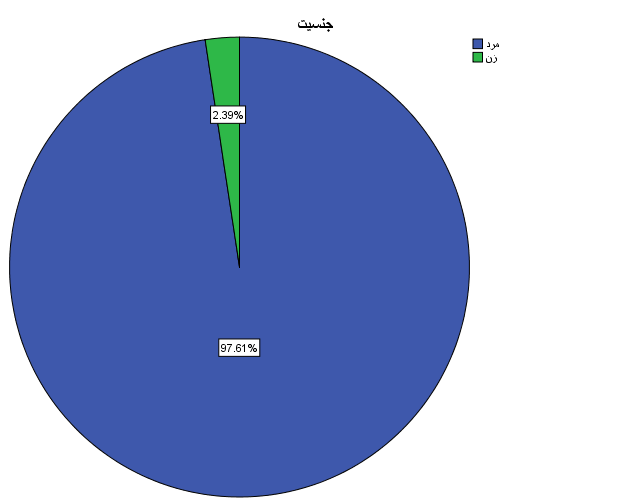 جنسیت
مرد
زن
2.39%
97.61%